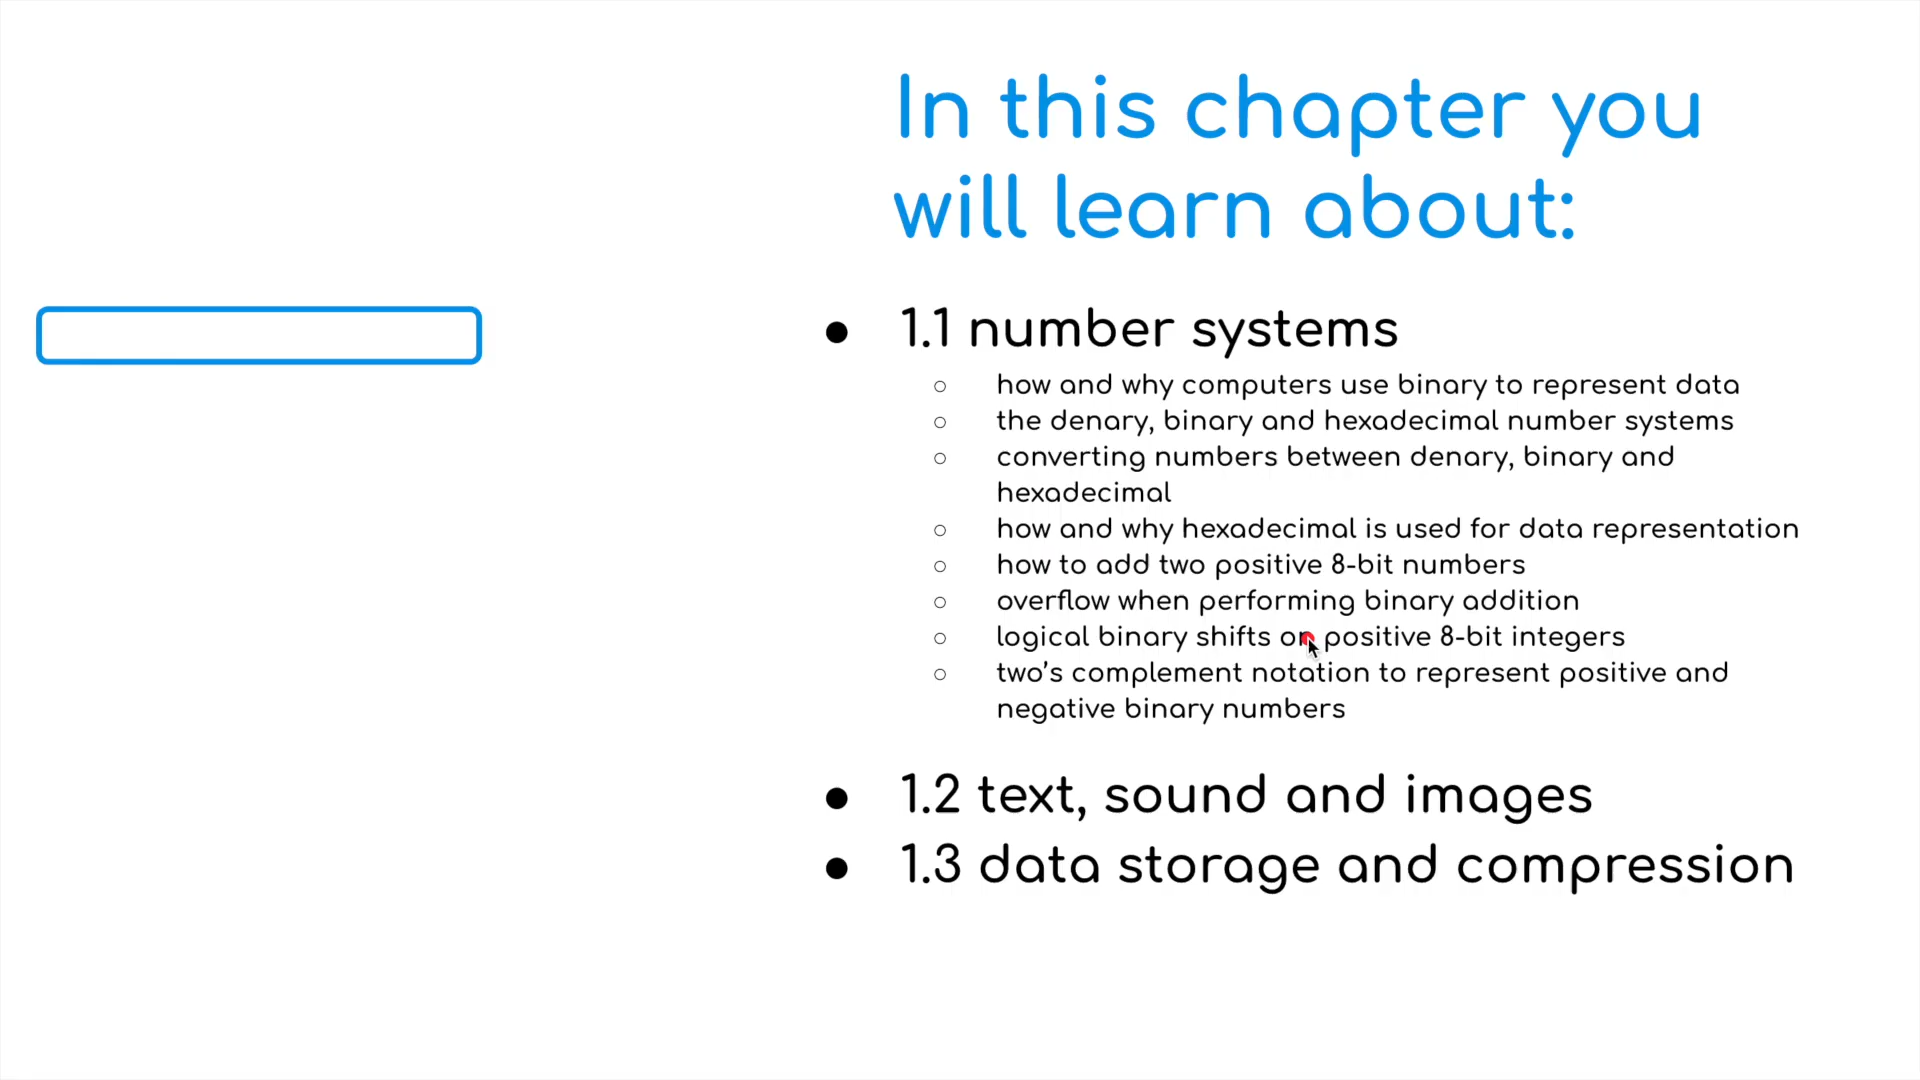 In this chapter you
will learn about:
● 1.1 number systems
○ how and why computers use binary to represent data
○ the denary, binary and hexadecimal number systems
○ converting numbers between denary, binary and
hexadecimal
○ how and why hexadecimal is used for data representation
○ how to add two positive 8-bit numbers
○ overflow when performing binary addition
○ logical binary shifts on positive 8-bit integers
○ two’s complement notation to represent positive and
negative binary numbers
● 1.2 text, sound and images
● 1.3 data storage and compression